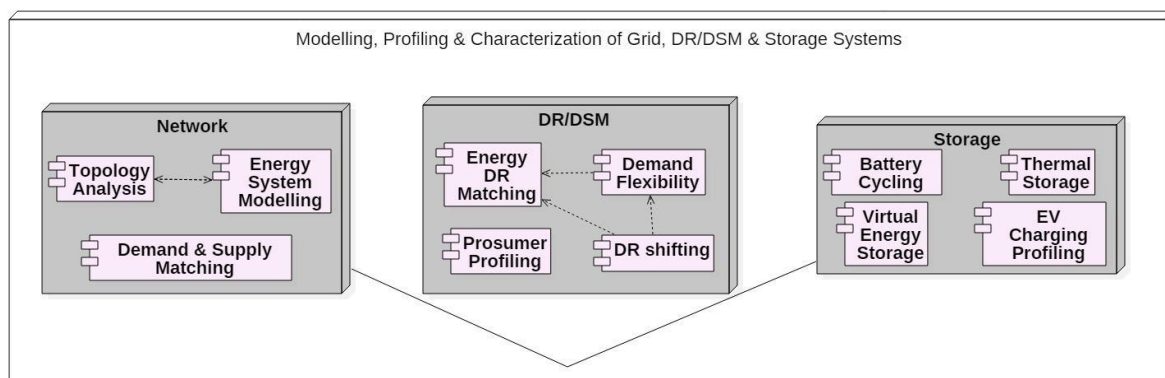 Modelling, Profiling & Characterization of Grid, DR/DSM & Storage Systems
Network
Topology
Analysis
Energy
System
Modelling
Demand & Supply
Matching
DR/DSM
Energy
DR
Matching
Demand
Flexibility
Prosumer
Profiling
DR shifting
Storage
Battery
Cycling
Thermal
Storage
Virtual
Energy
Storage
EV
Charging
Profiling